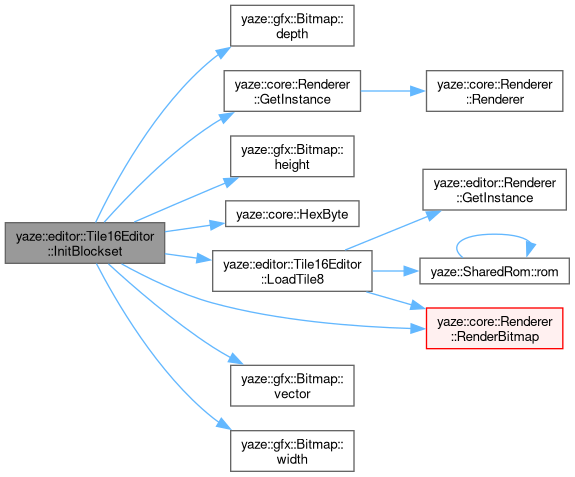 yaze::editor::Tile16Editor
::InitBlockset
yaze::gfx::Bitmap::
depth
yaze::core::Renderer
::GetInstance
yaze::core::Renderer
::Renderer
yaze::gfx::Bitmap::
height
yaze::core::HexByte
yaze::editor::Tile16Editor
::LoadTile8
yaze::editor::Renderer
::GetInstance
yaze::SharedRom::rom
yaze::core::Renderer
::RenderBitmap
yaze::gfx::Bitmap::
vector
yaze::gfx::Bitmap::
width